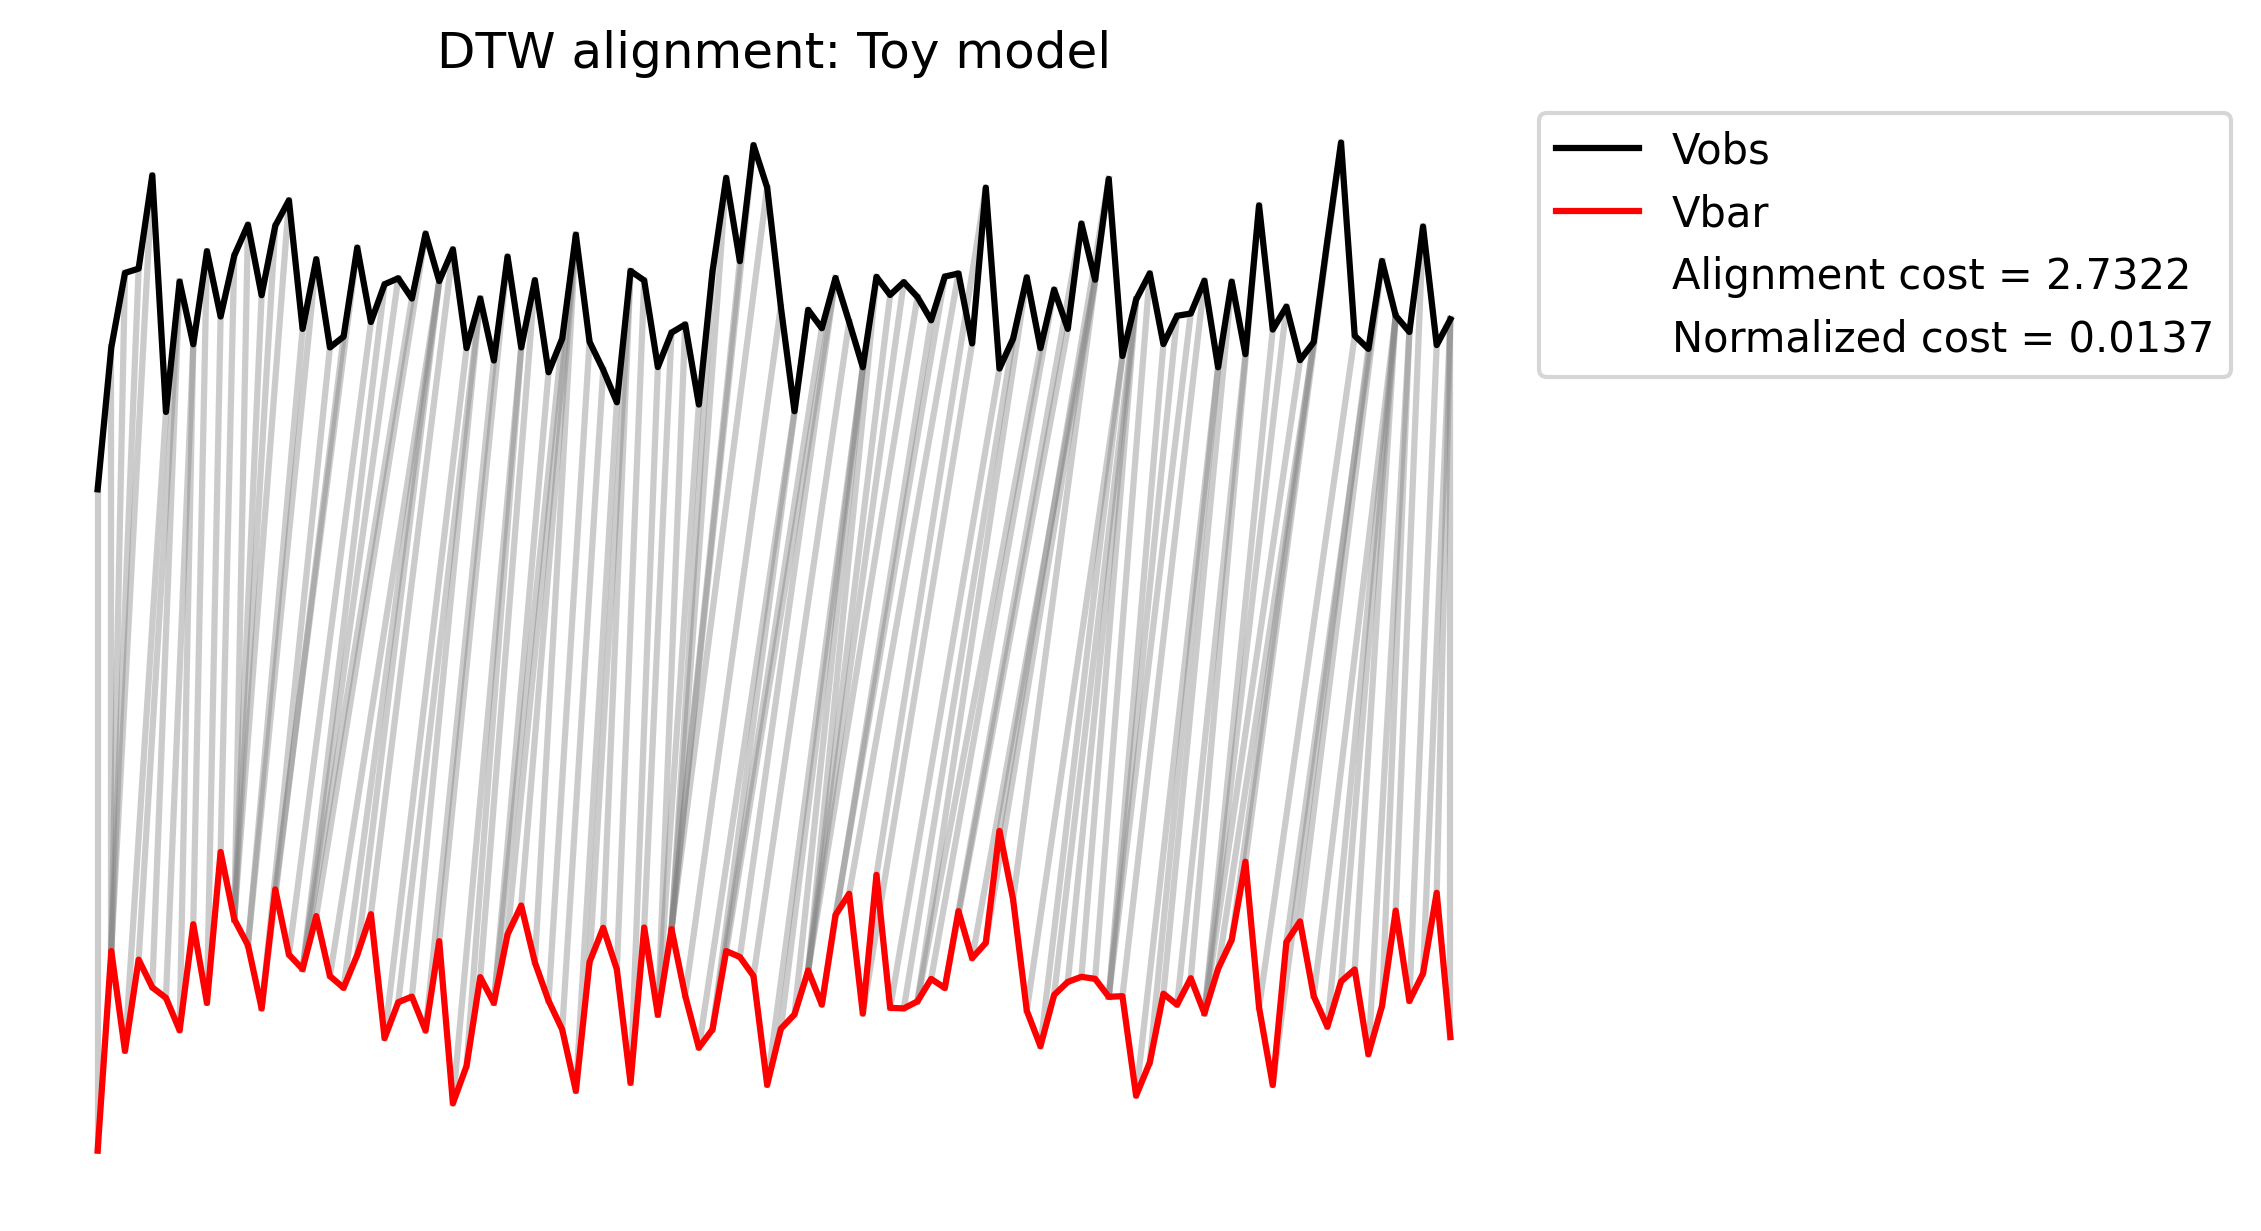 DTW alignment: Toy model
Vobs
Vbar
Alignment cost = 2.7322
Normalized cost = 0.0137